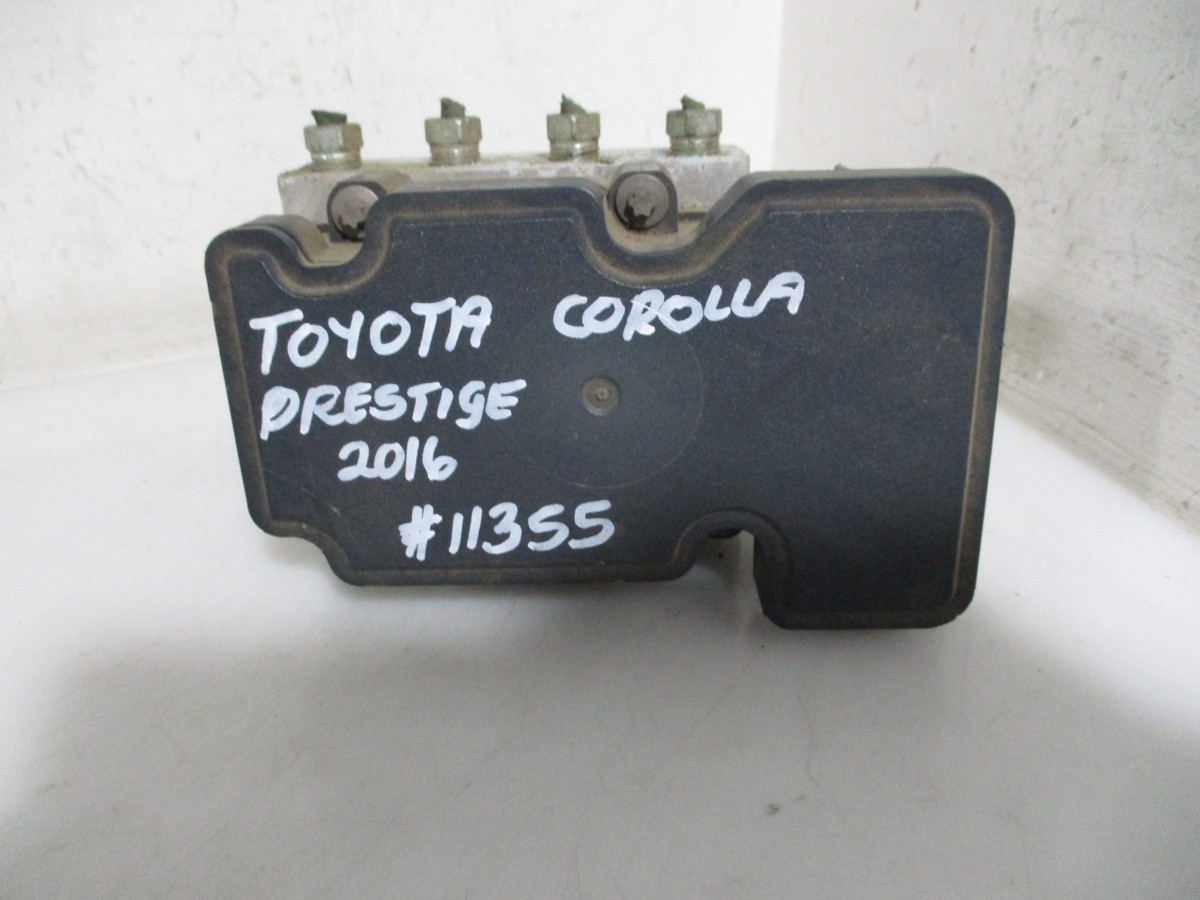 TOYOTA COROLLA
PRESTIGE
2016
#11355